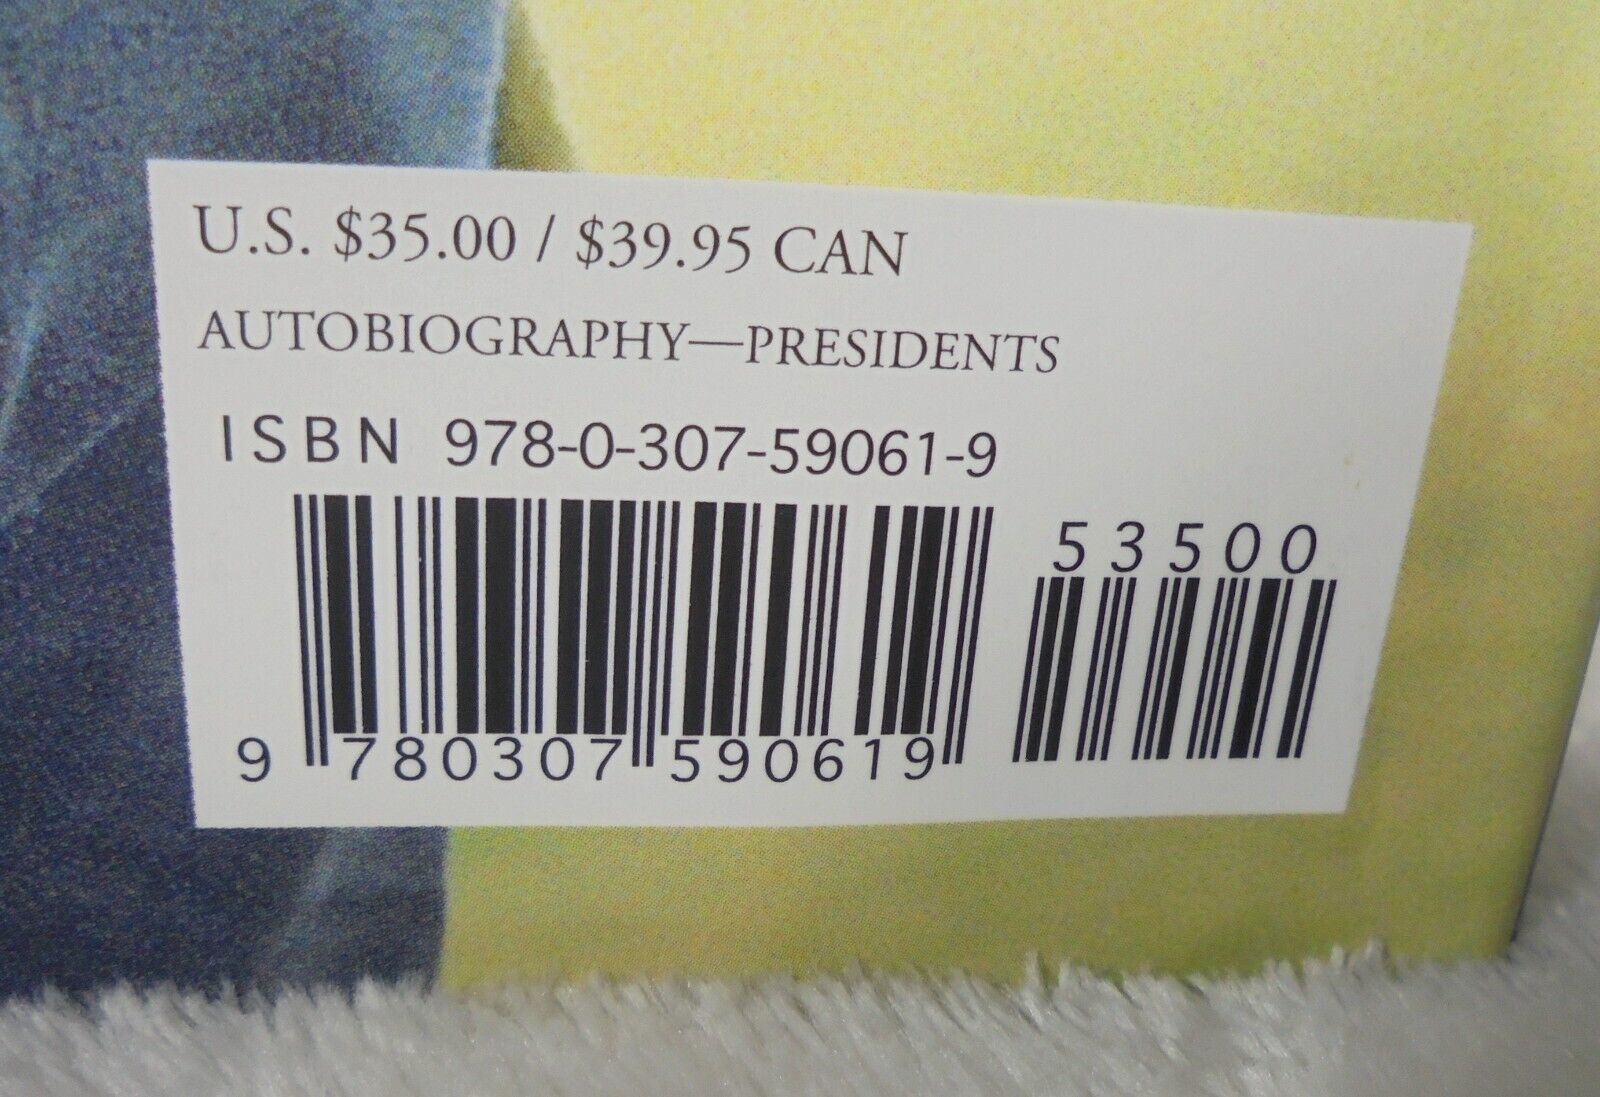 U.S. $35.00 / $39.95 CAN
AUTOBIOGRAPHY—PRESIDENTS
ISBN 978-0-307-59061-9
53500
9 780307 590619